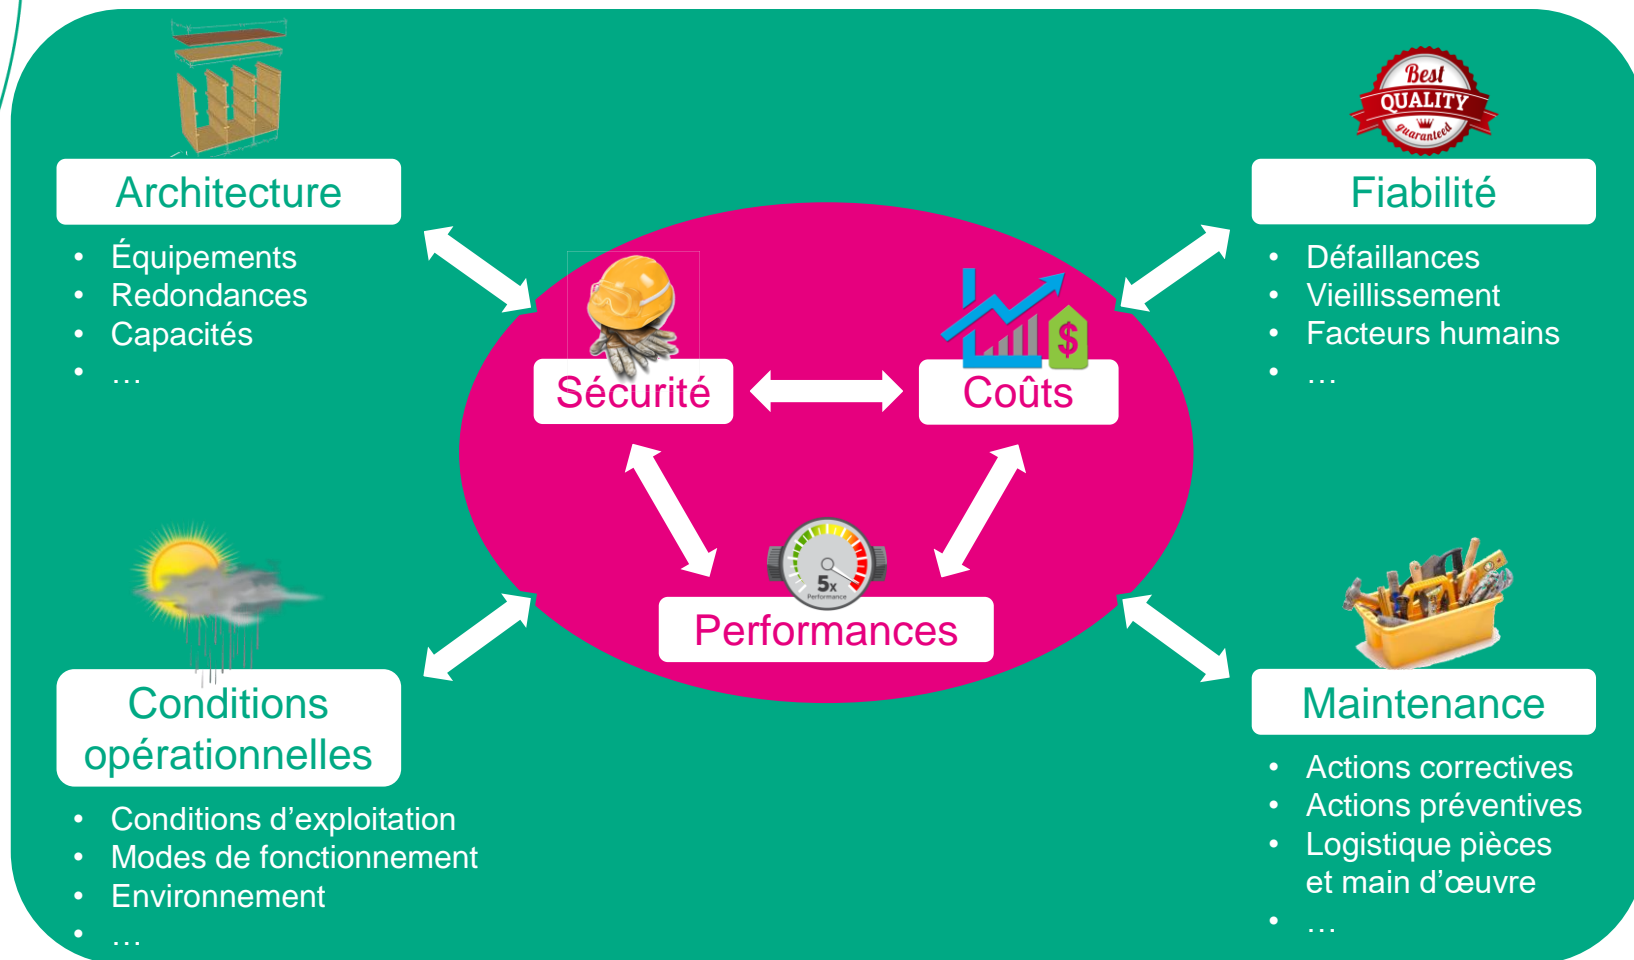 Architecture
• Équipements
• Redondances
• Capacités
• …
Best
QUALITY
guaranteed
Fiabilité
• Défaillances
• Vieillissement
• Facteurs humains
• …
$
Sécurité
Coûts
5x
Performance
Performances
Conditions
opérationnelles
• Conditions d’exploitation
• Modes de fonctionnement
• Environnement
• …
Maintenance
• Actions correctives
• Actions préventives
• Logistique pièces
et main d’œuvre
• …